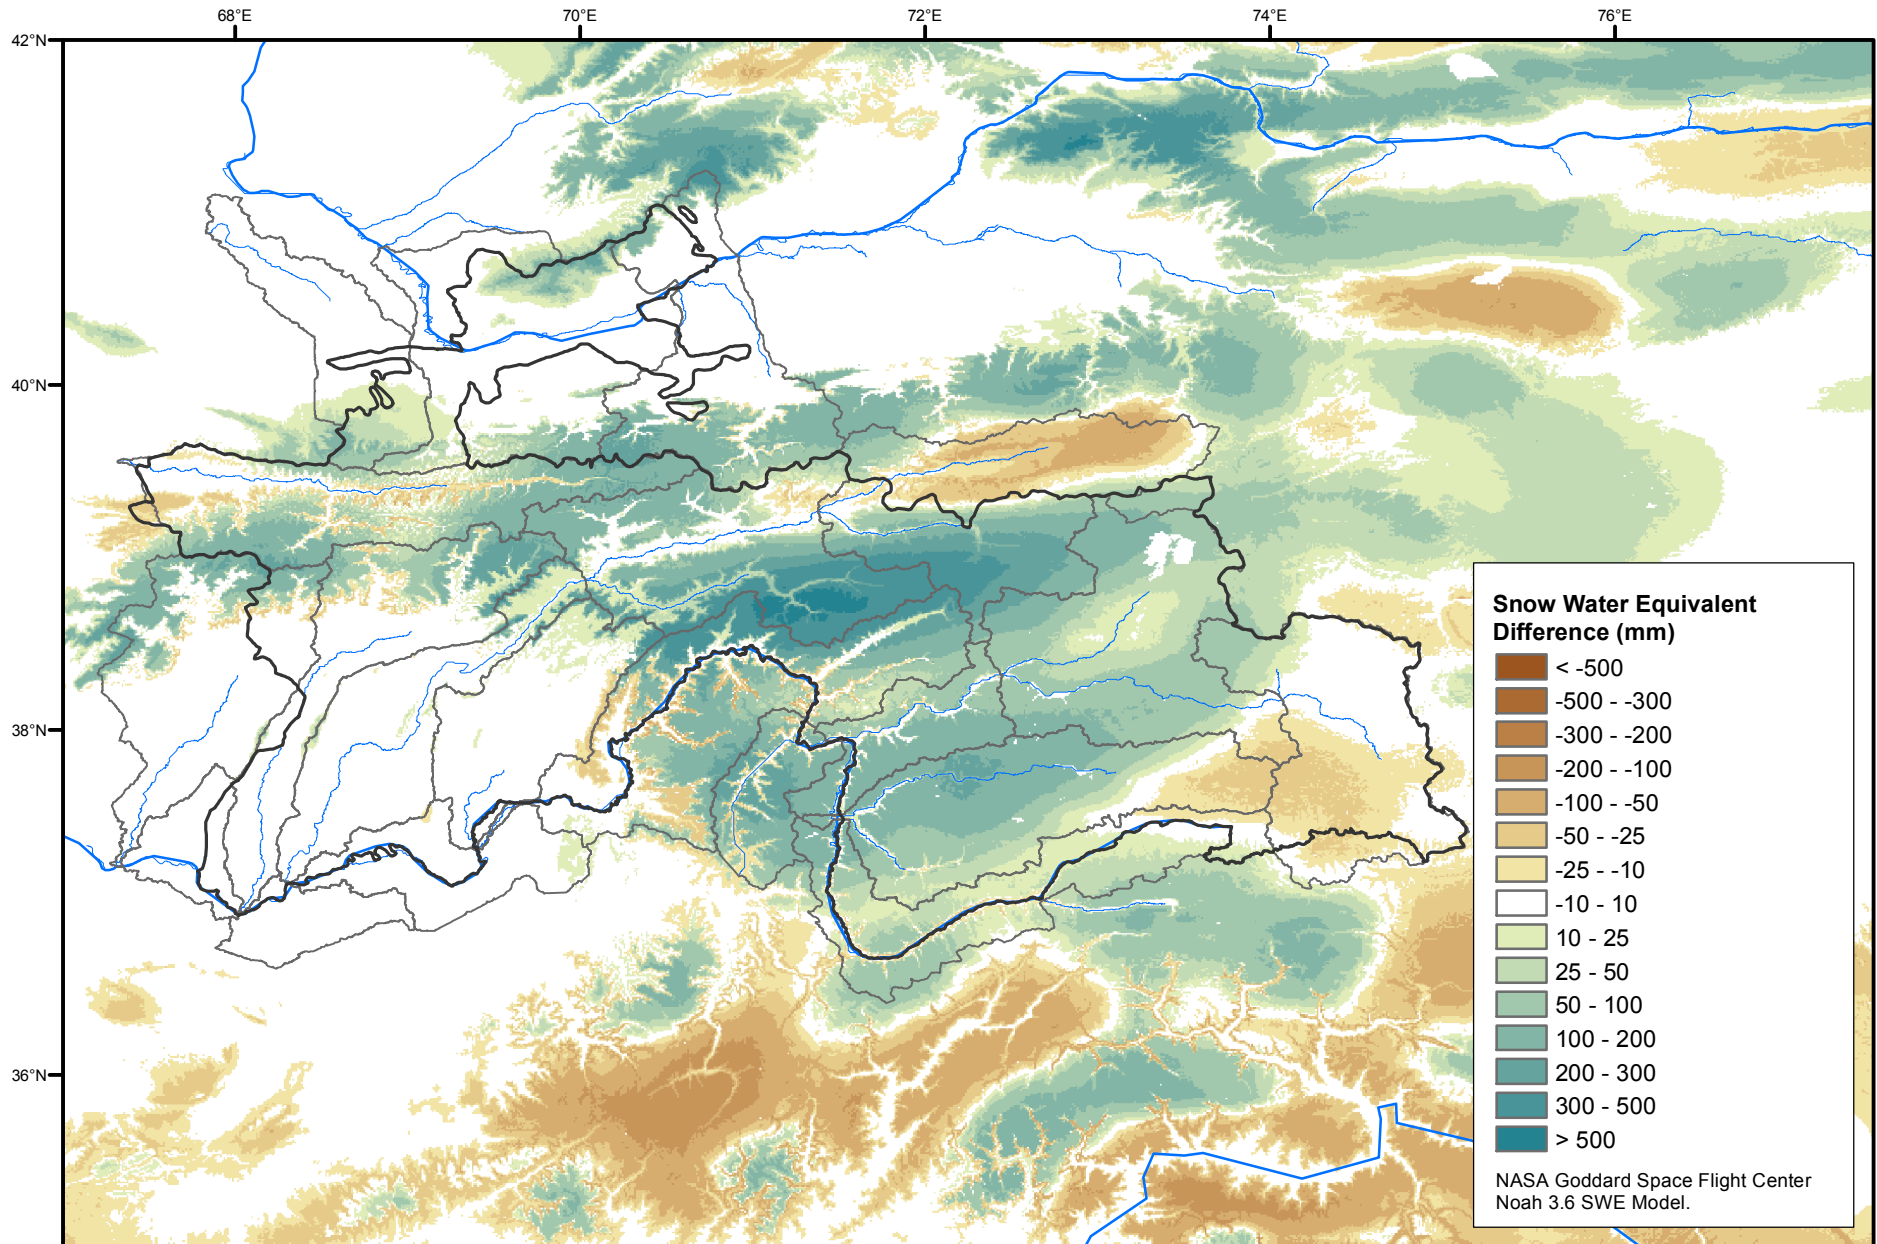 68°E 70°E 72°E 74°E 76°E
42°N
40°N
38°N
36°N
Snow Water Equivalent
Difference (mm)
< -500
-500 - -300
-300 - -200
-200 - -100
-100 - -50
-50 - -25
-25 - -10
-10 - 10
10 - 25
25 - 50
50 - 100
100 - 200
200 - 300
300 - 500
> 500
NASA Goddard Space Flight Center
Noah 3.6 SWE Model.